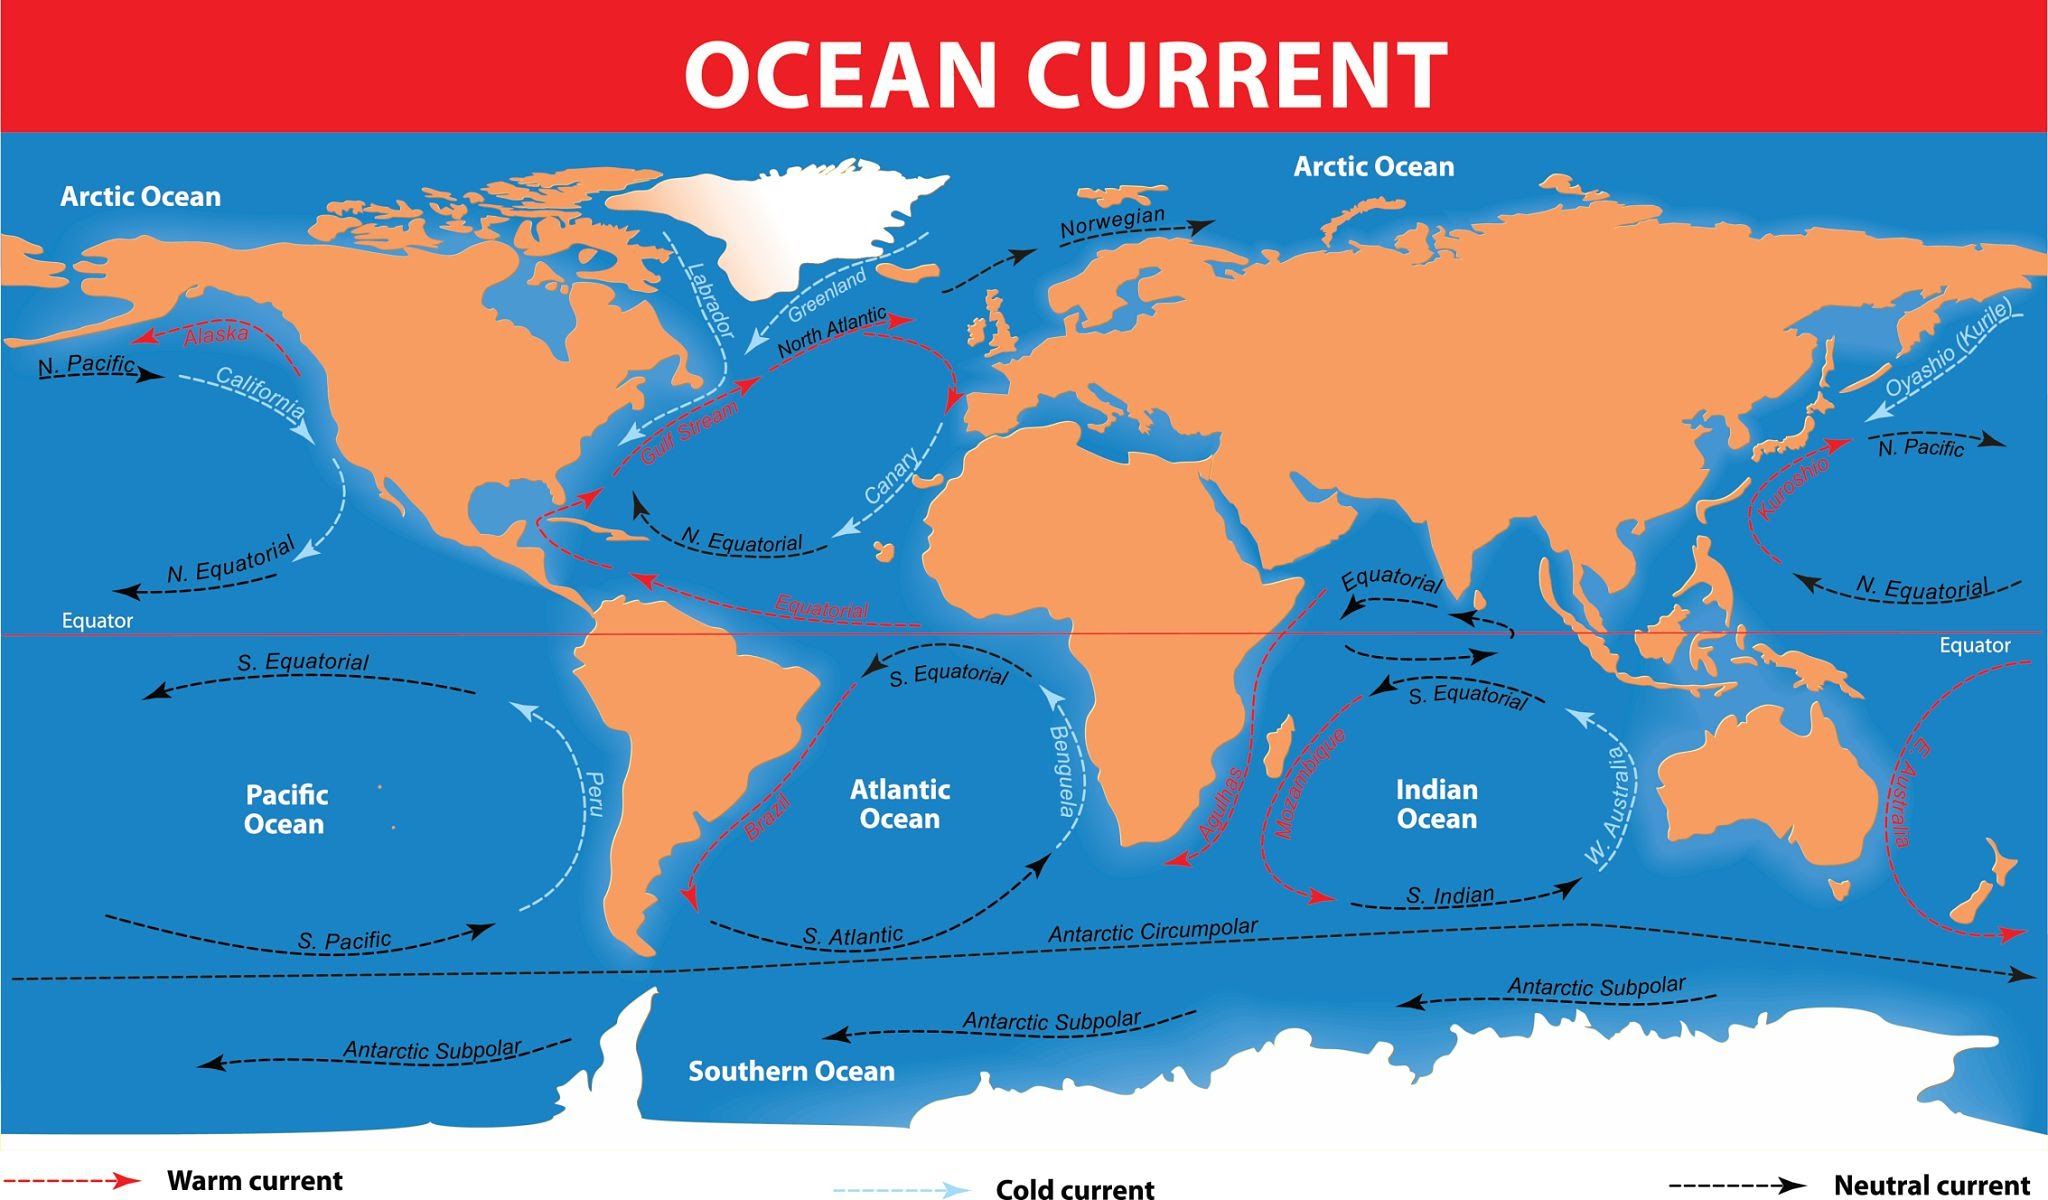 OCEAN CURRENT
Arctic Ocean
Arctic Ocean
Norwegian
Labrador
Greenland
North Atlantic
Alaska
N. Pacific
California
Oyashio (Kurile)
Gulf Stream
Canary
N. Pacific
Kuroshio
N. Equatorial
N. Equatorial
Equatorial
Equatorial
N. Equatorial
Equator
Equator
S. Equatorial
S. Equatorial
S. Equatorial
Peru
Pacific
Ocean
Brazil
Atlantic
Ocean
Benguela
Agulhas
Mozambique
Indian
Ocean
W. Australia
E. Australia
S. Pacific
S. Atlantic
S. Indian
Antarctic Circumpolar
Antarctic Subpolar
Antarctic Subpolar
Antarctic Subpolar
Southern Ocean
Warm current
Cold current
Neutral current